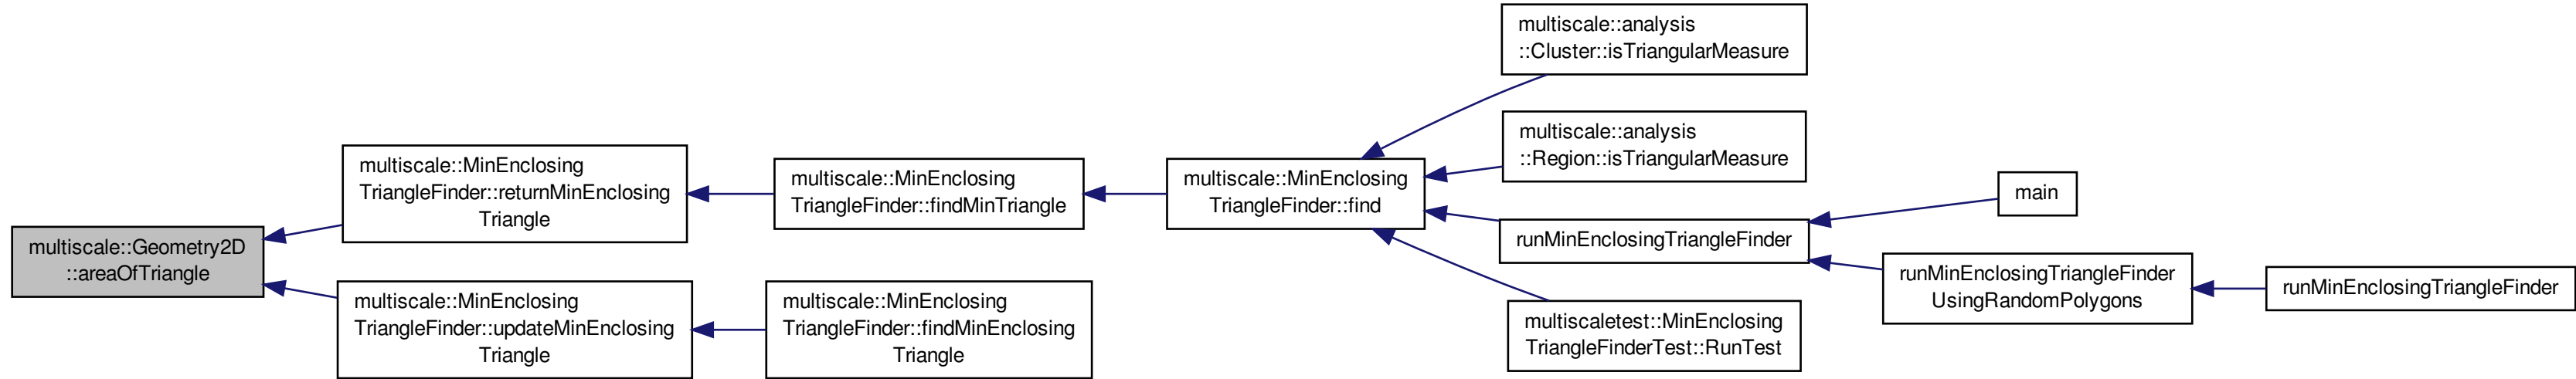 multiscale::Geometry2D
::areaOfTriangle
multiscale::MinEnclosing
TriangleFinder::returnMinEnclosing
Triangle
multiscale::MinEnclosing
TriangleFinder::updateMinEnclosing
Triangle
multiscale::MinEnclosing
TriangleFinder::findMinTriangle
multiscale::MinEnclosing
TriangleFinder::findMinEnclosing
Triangle
multiscale::MinEnclosing
TriangleFinder::find
multiscale::analysis
::Cluster::isTriangularMeasure
multiscale::analysis
::Region::isTriangularMeasure
runMinEnclosingTriangleFinder
multiscaletest::MinEnclosing
TriangleFinderTest::RunTest
main
runMinEnclosingTriangleFinder
UsingRandomPolygons
runMinEnclosingTriangleFinder